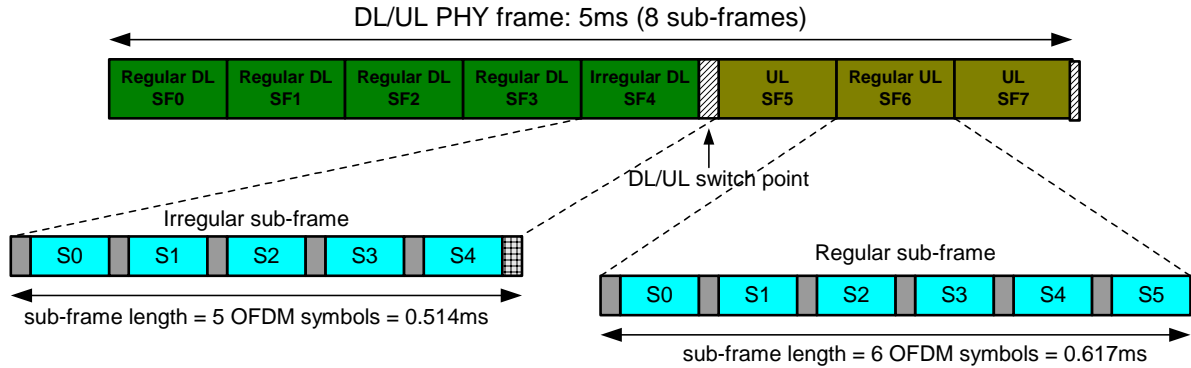 DL/UL PHY frame: 5ms (8 sub-frames)
Regular DL
SF0
Regular DL
SF1
Regular DL
SF2
Regular DL
SF3
Irregular DL
SF4
UL
SF5
Regular UL
SF6
UL
SF7
DL/UL switch point
Irregular sub-frame
S0
S1
S2
S3
S4
sub-frame length = 5 OFDM symbols = 0.514ms
Regular sub-frame
S0
S1
S2
S3
S4
S5
sub-frame length = 6 OFDM symbols = 0.617ms